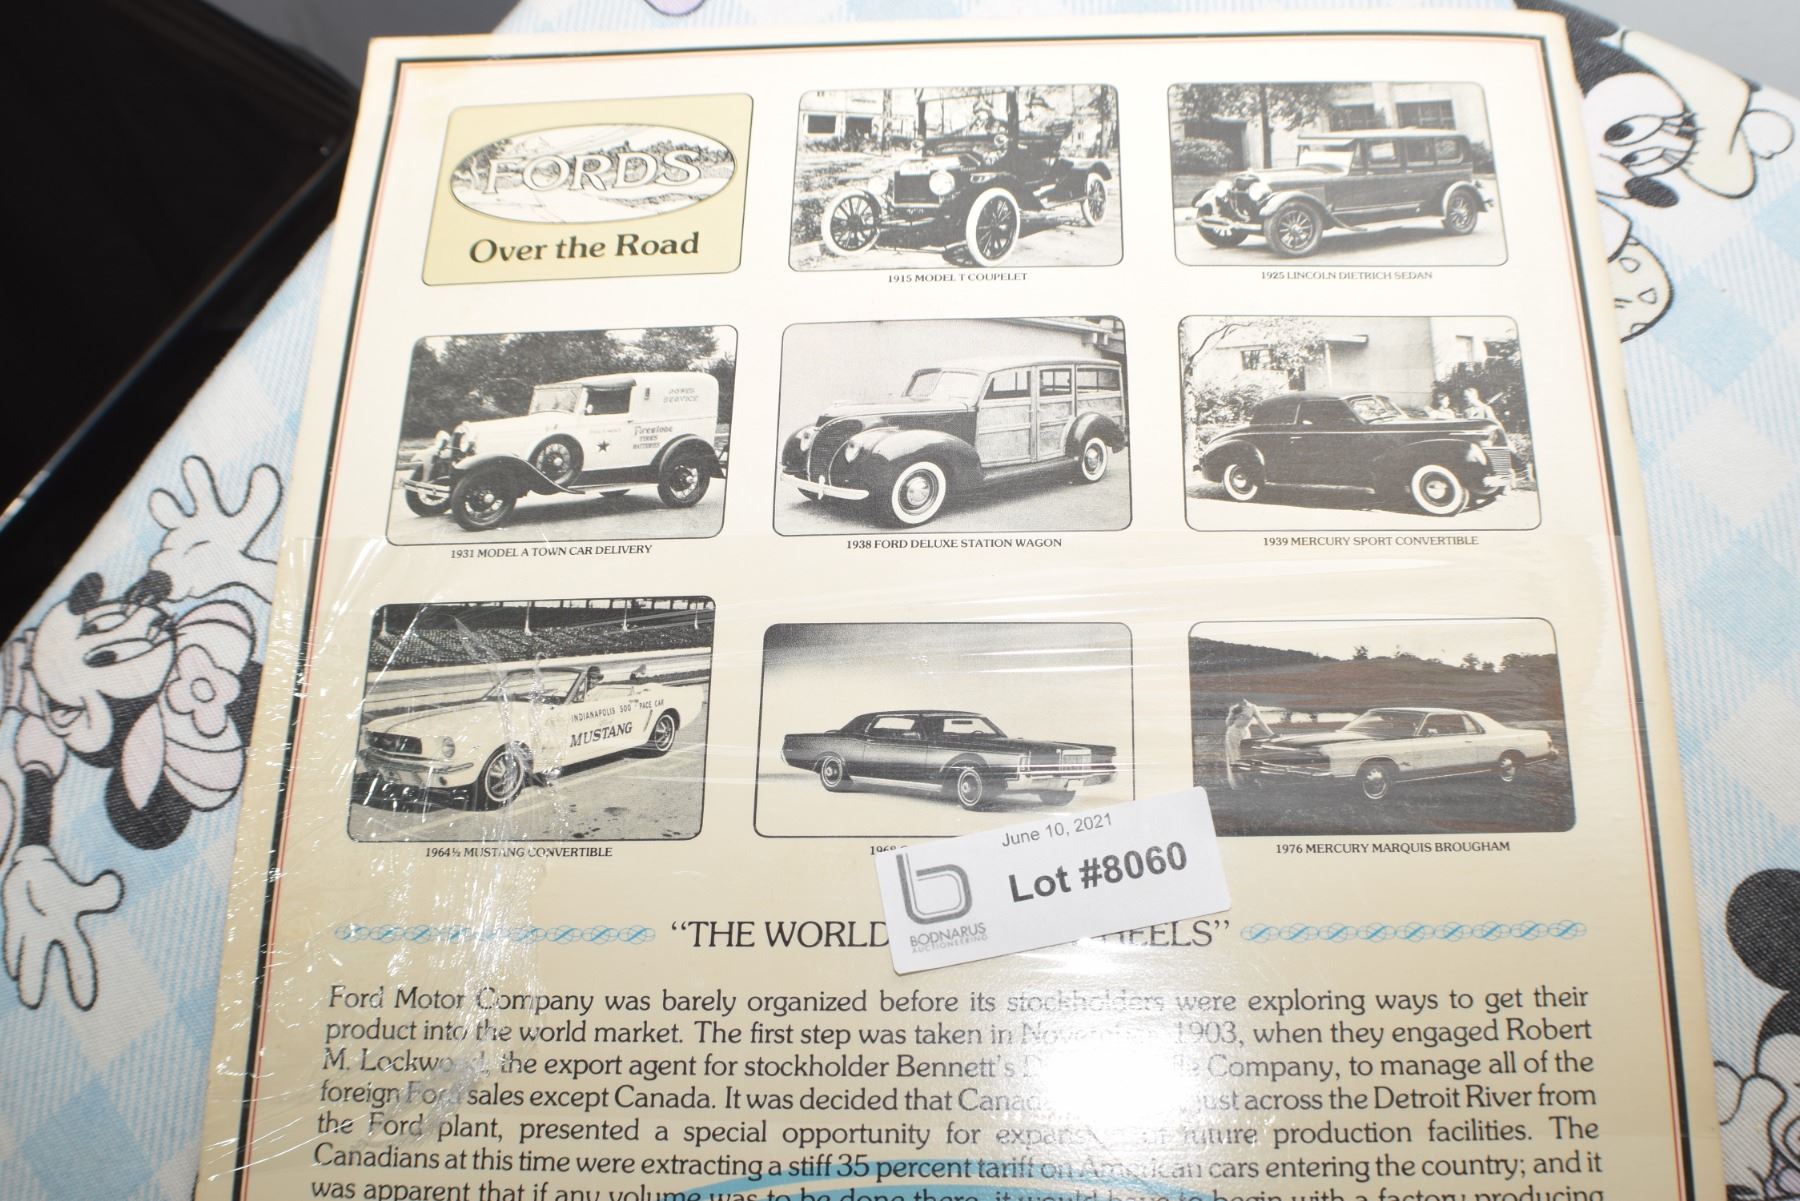 FORDS
Over the Road
1915 MODEL T COUPELET
1925 LINCOLN DIETRICH SEDAN
POWER
SERVICE
Firestone
TIRES
BATTERIES
1931 MODEL A TOWN CAR DELIVERY
1938 FORD DELUXE STATION WAGON
1939 MERCURY SPORT CONVERTIBLE
INDIANAPOLIS 500 PACE CAR
MUSTANG
1964½ MUSTANG CONVERTIBLE
1976 MERCURY MARQUIS BROUGHAM
June 10, 2021
Lot #8060
b
BODNARUS
AUCTIONEERING
"THE WORLD
Ford Motor Company was barely organized before its stockholders were exploring ways to get their
product into the world market. The first step was taken in 1903, when they engaged Robert
M. the export agent for stockholder Bennett's Company, to manage all of the
foreign Ford sales except Canada. It was decided that just across the Detroit River from
the Ford plant, presented a special opportunity for of future production facilities. The
Canadians at this time were extracting a stiff 35 percent tariff on American cars entering the country; and it
was apparent that if any volume was to be done there, it would have to begin with a factory producing